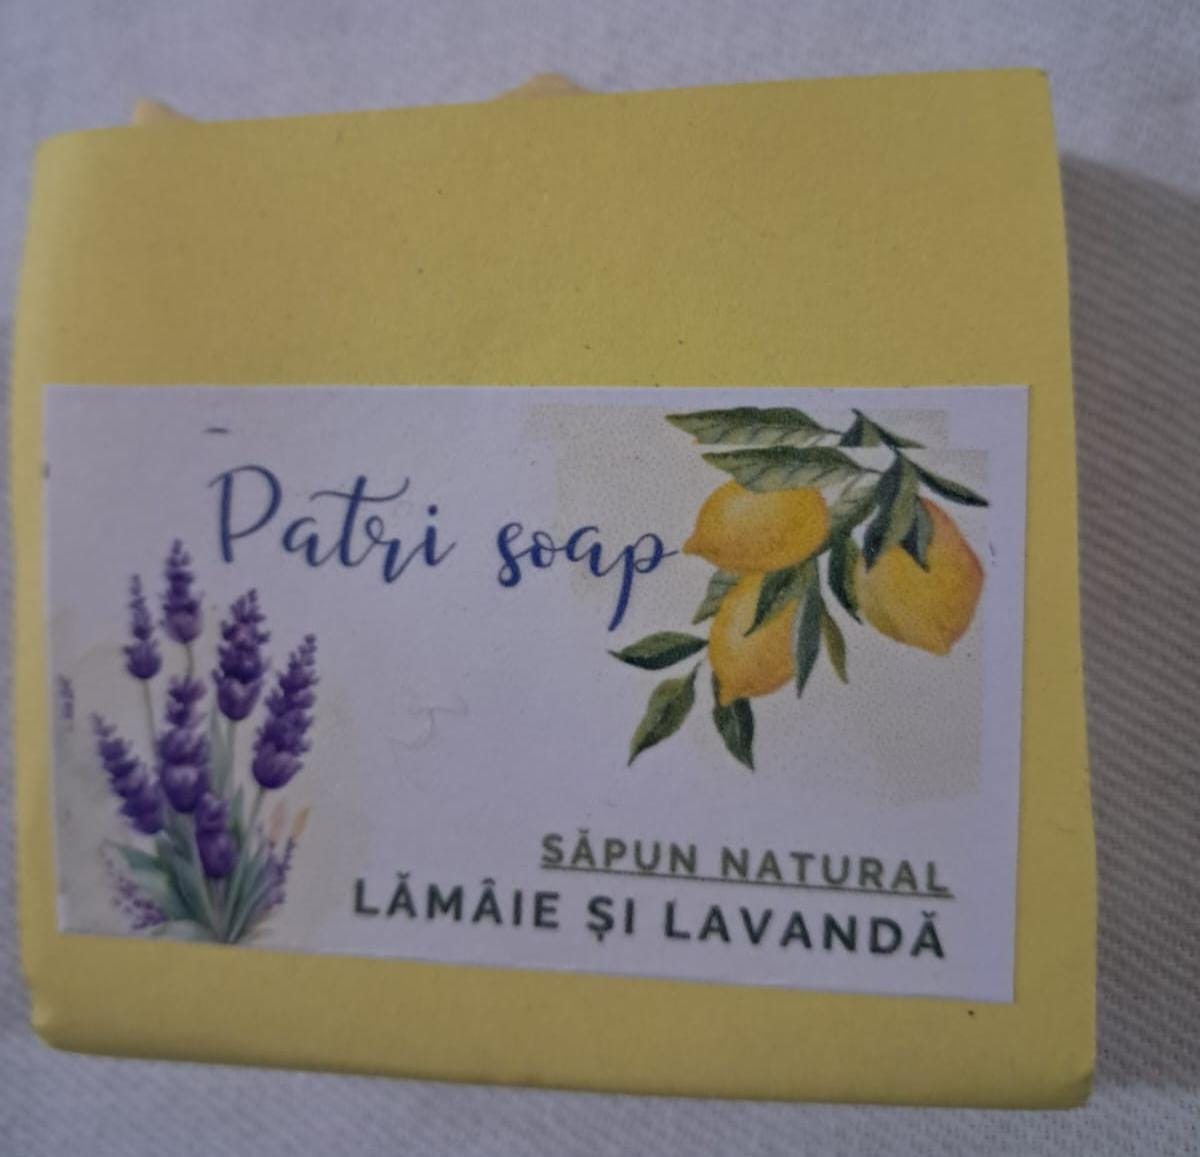 Patri soap
SĂPUN NATURAL
LĂMÂIE ȘI LAVANDĂ